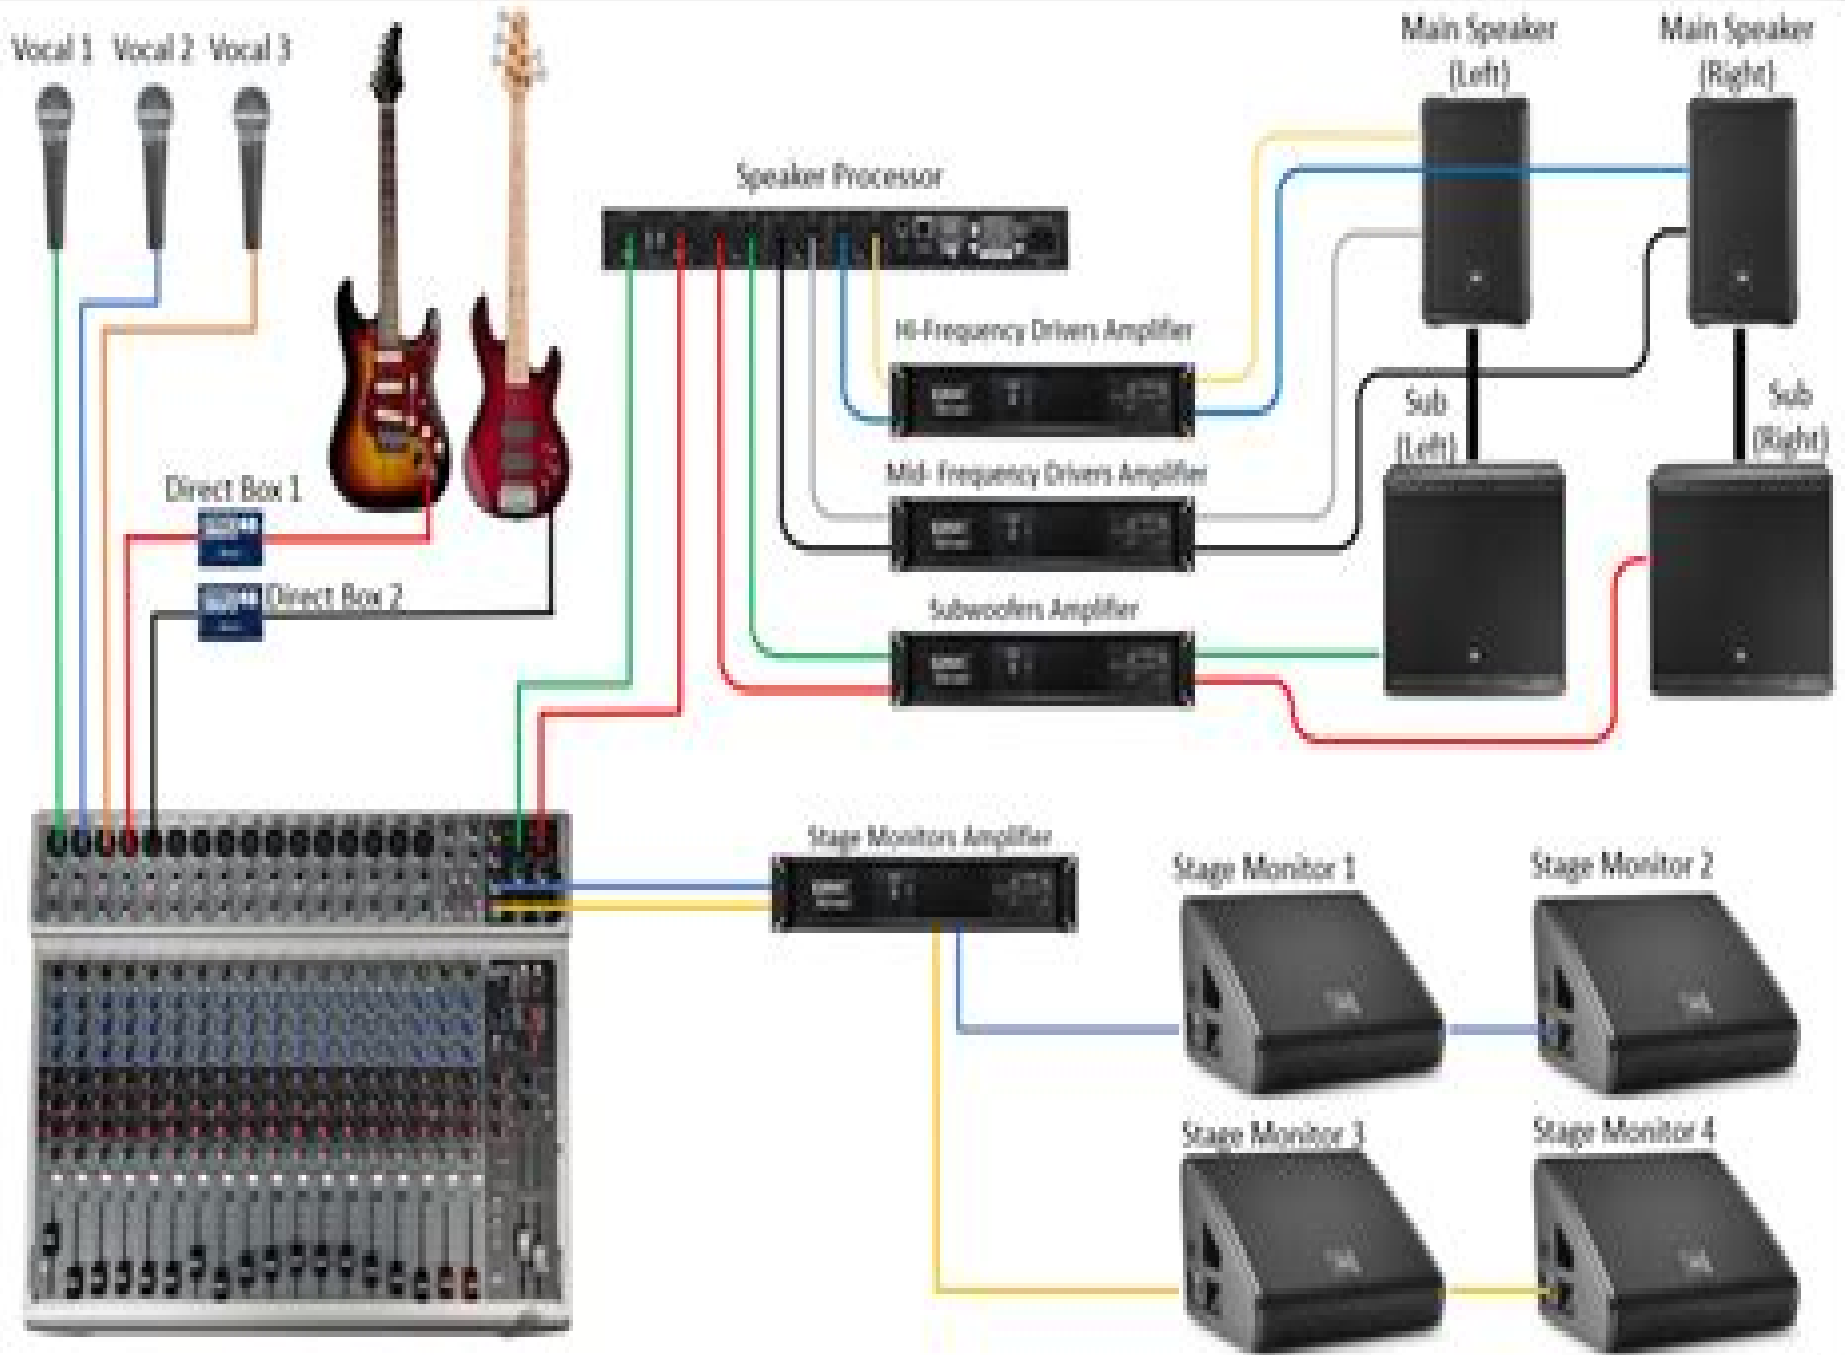 Vocal 1 Vocal 2 Vocal 3
Main Speaker
(Left)
Main Speaker
(Right)
Speaker Processor
Hi-Frequency Drivers Amplifier
Sub
(Left)
Sub
(Right)
Mid- Frequency Drivers Amplifier
Direct Box 1
Direct Box 2
Subwoofers Amplifier
Stage Monitors Amplifier
Stage Monitor 1
Stage Monitor 2
Stage Monitor 3
Stage Monitor 4